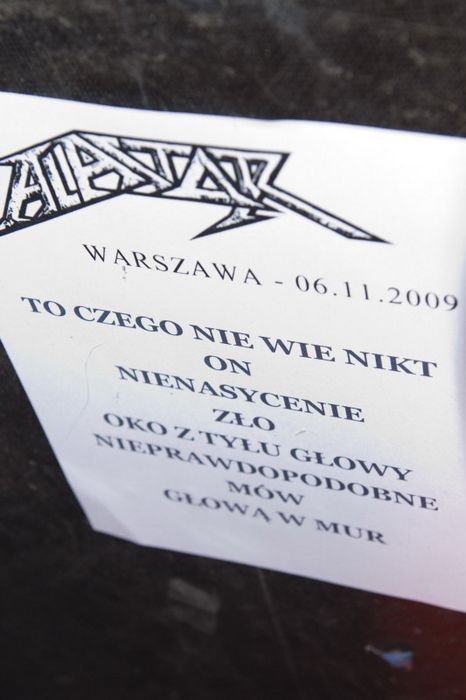 ALATAR
WARSZAWA - 06.11.2009
TO CZEGO NIE WIE NIKT
ON
NIENASYCENIE
ZŁO
OKO Z TYŁU GŁOWY
NIEPRAWDOPODOBNE
MÓW
GŁOWĄ W MUR